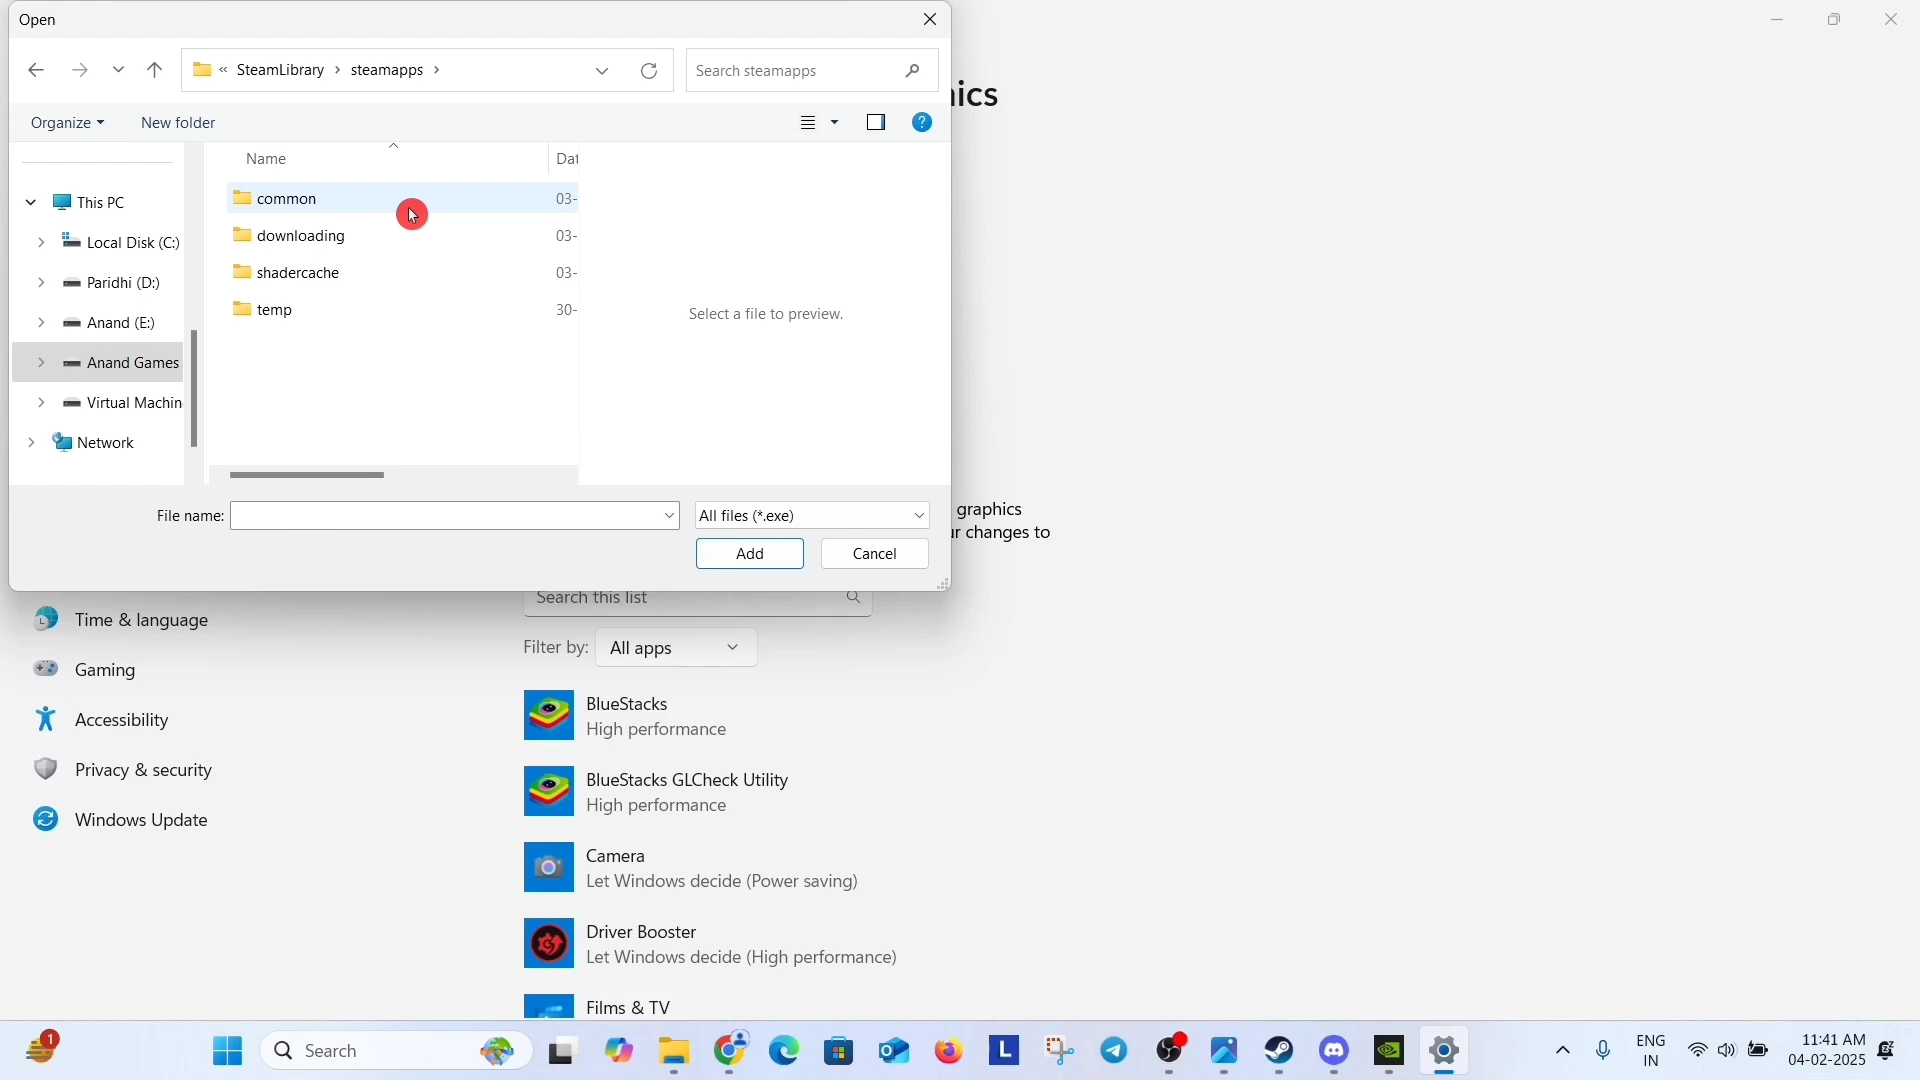 Open
« SteamLibrary › steamapps ›
Search steamapps
Organize
New folder
Name
common
downloading
shadercache
temp
03-
03-
03-
30-
This PC
Local Disk (C:)
Paridhi (D:)
Anand (E:)
Anand Games
Network
Select a file to preview.
File name:
All files (*.exe)
Add
Cancel
graphics
changes to
Search this list
Filter by: All apps
Time & language
Gaming
Accessibility
Privacy & security
Windows Update
BlueStacks
High performance
BlueStacks GLCheck Utility
High performance
Camera
Let Windows decide (Power saving)
Driver Booster
Let Windows decide (High performance)
Films & TV
1
Search
L
ENG
IN
11:41 AM
04-02-2025